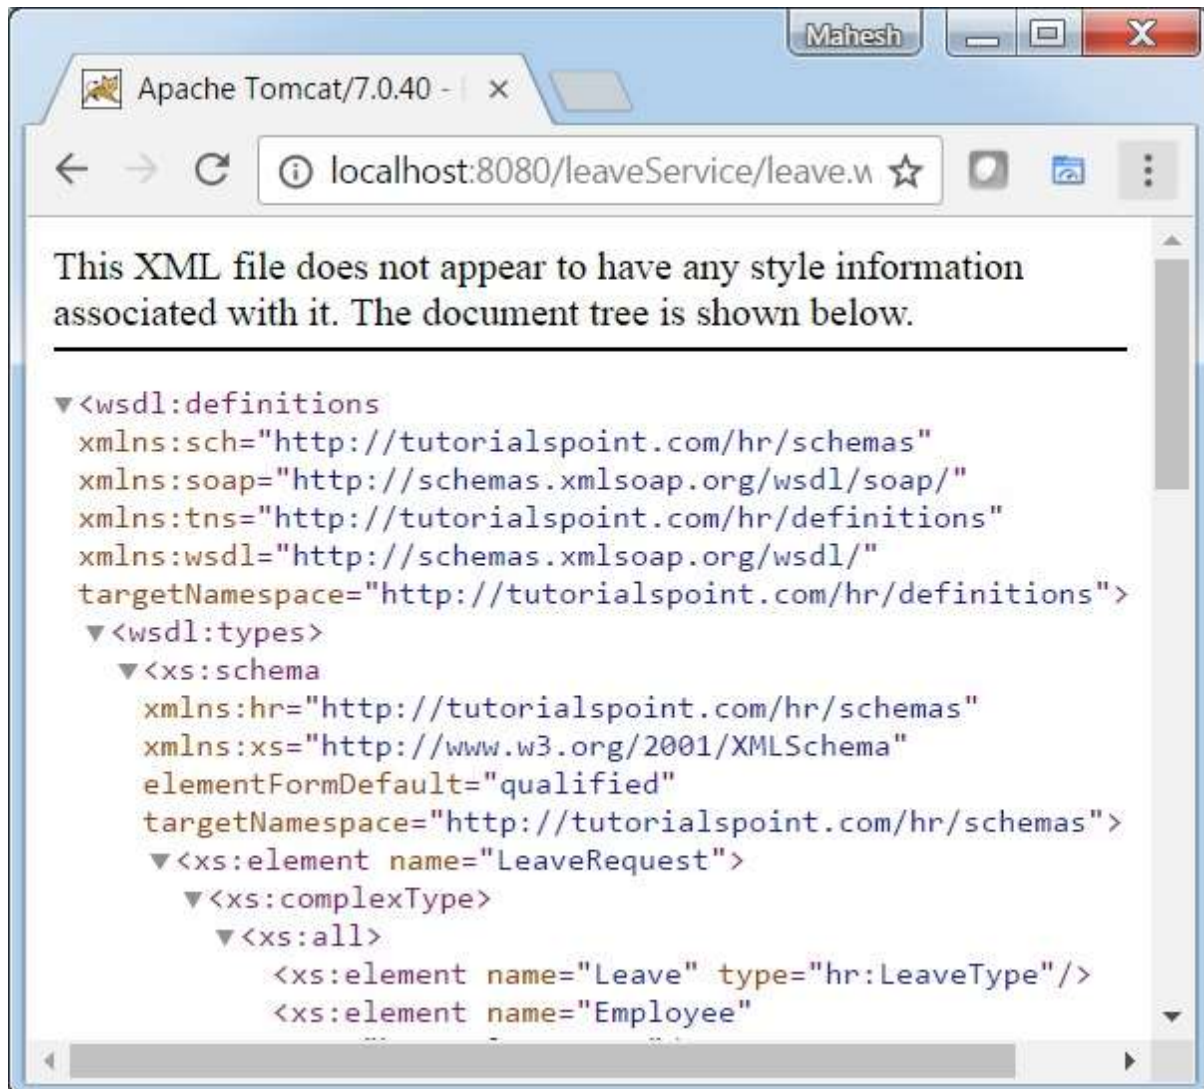 Mahesh
Apache Tomcat/7.0.40 -
localhost:8080/leaveService/leave.w
This XML file does not appear to have any style information
associated with it. The document tree is shown below.
▼<wsdl:definitions
xmlns:sch="http://tutorialspoint.com/hr/schemas"
xmlns:soap="http://schemas.xmlsoap.org/wsdl/soap/"
xmlns:tns="http://tutorialspoint.com/hr/definitions"
xmlns:wsdl="http://schemas.xmlsoap.org/wsdl/"
targetNamespace="http://tutorialspoint.com/hr/definitions">
▼<wsdl:types>
▼<xs:schema
xmlns:hr="http://tutorialspoint.com/hr/schemas"
xmlns:xs="http://www.w3.org/2001/XMLSchema"
elementFormDefault="qualified"
targetNamespace="http://tutorialspoint.com/hr/schemas">
▼<xs:element name="LeaveRequest">
▼<xs:complexType>
▼<xs:all>
<xs:element name="Leave" type="hr:LeaveType"/>
<xs:element name="Employee"